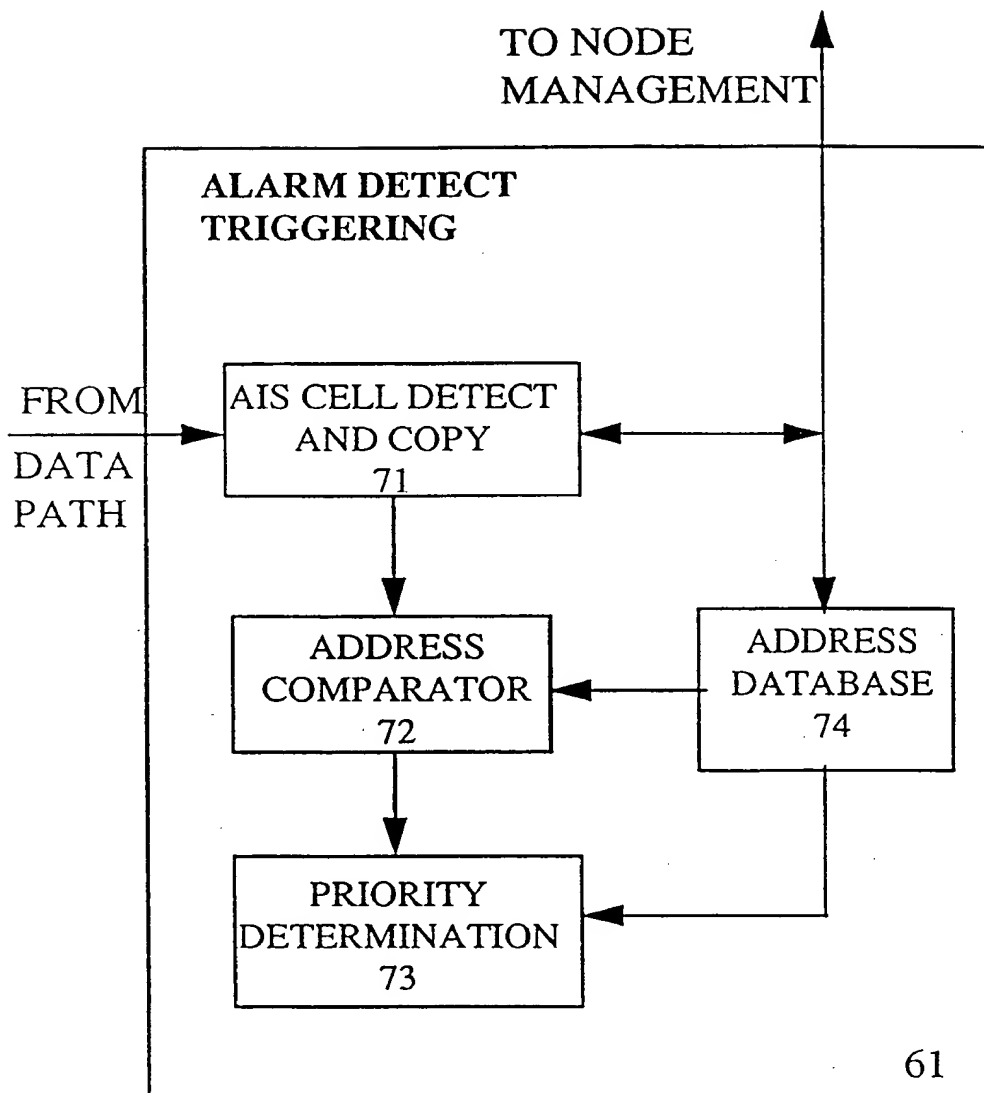 TO NODE
MANAGEMENT
ALARM DETECT
TRIGGERING
FROM
DATA
PATH
AIS CELL DETECT
AND COPY
71
ADDRESS
COMPARATOR
72
ADDRESS
DATABASE
74
PRIORITY
DETERMINATION
73
61